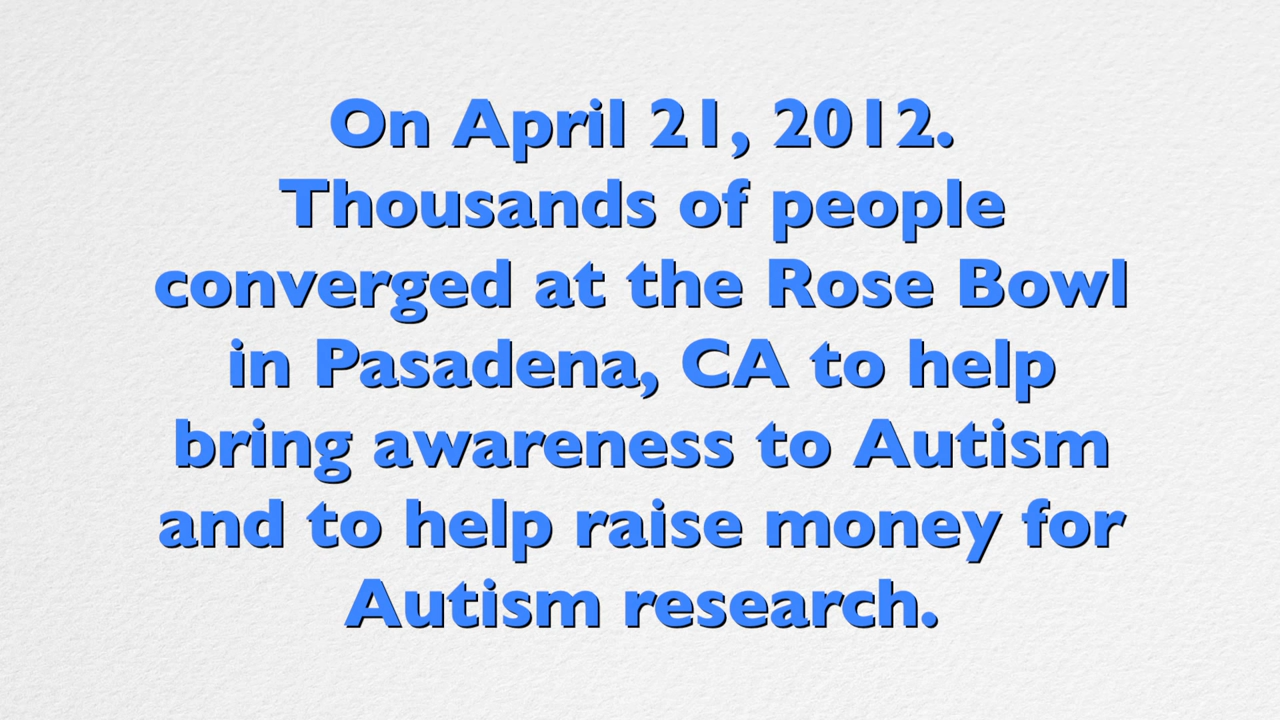 On April 21, 2012.
Thousands of people
converged at the Rose Bowl
in Pasadena, CA to help
bring awareness to Autism
and to help raise money for
Autism research.